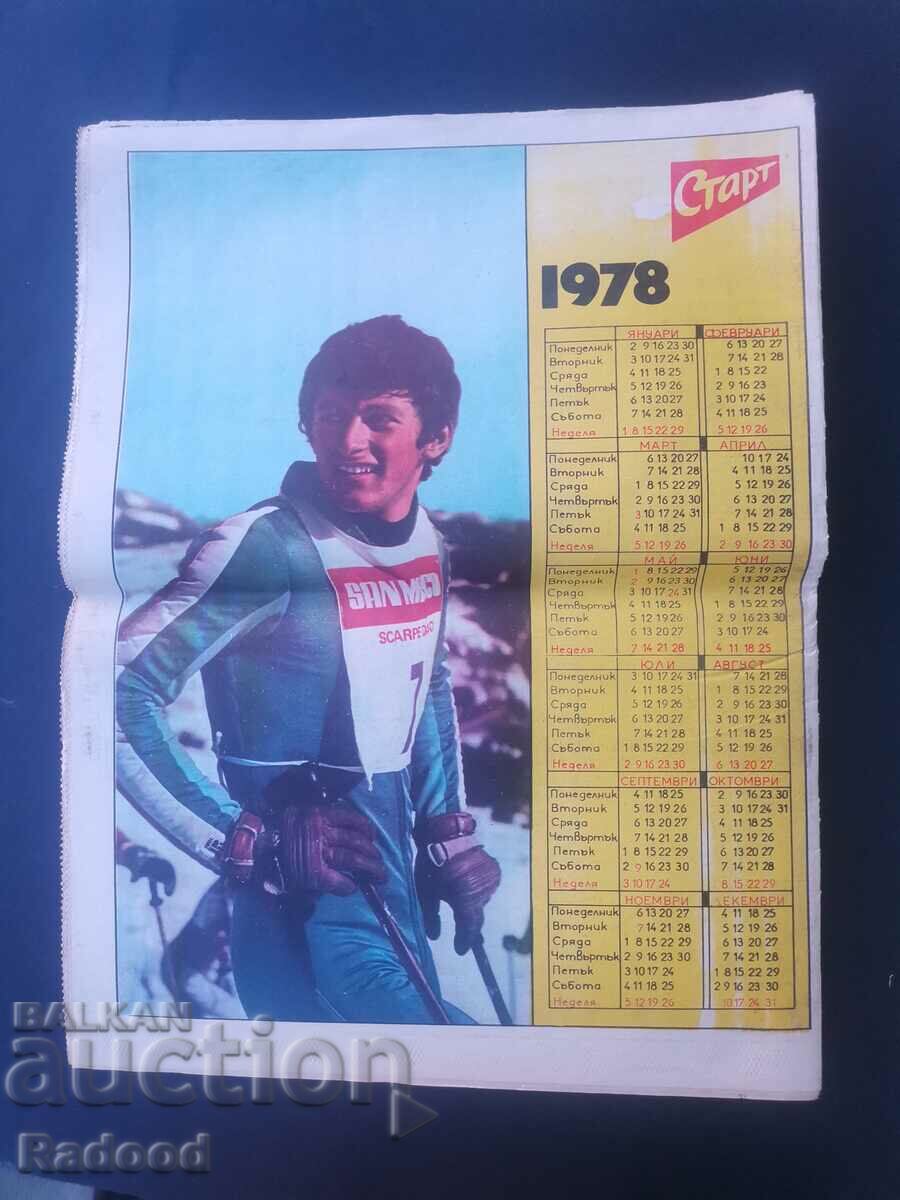 Старт
1978
ЯНУАРИ ФЕВРУАРИ
Понеделник 2 9 16 23 30 6 13 20 27
Вторник 3 10 17 24 31 7 14 21 28
Сряда 4 11 18 25 1 8 15 22
Четвъртък 5 12 19 26 2 9 16 23
Петък 6 13 20 27 3 10 17 24
Събота 7 14 21 28 4 11 18 25
Неделя 1 8 15 22 29 5 12 19 26
МАРТ АПРИЛ
Понеделник 6 13 20 27 10 17 24
Вторник 7 14 21 28 4 11 18 25
Сряда 1 8 15 22 29 5 12 19 26
Четвъртък 2 9 16 23 30 6 13 20 27
Петък 3 10 17 24 31 7 14 21 28
Събота 4 11 18 25 1 8 15 22 29
Неделя 5 12 19 26 2 9 16 23 30
МАЙ ЮНИ
Понеделник 1 8 15 22 29 5 12 19 26
Вторник 2 9 16 23 30 6 13 20 27
Сряда 3 10 17 24 31 7 14 21 28
Четвъртък 4 11 18 25 1 8 15 22 29
Петък 5 12 19 26 2 9 16 23 30
Събота 6 13 20 27 3 10 17 24
Неделя 7 14 21 28 4 11 18 25
ЮЛИ АВГУСТ
Понеделник 3 10 17 24 31 7 14 21 28
Вторник 4 11 18 25 1 8 15 22 29
Сряда 5 12 19 26 2 9 16 23 30
Четвъртък 6 13 20 27 3 10 17 24 31
Петък 7 14 21 28 4 11 18 25
Събота 1 8 15 22 29 5 12 19 26
Неделя 2 9 16 23 30 6 13 20 27
СЕПТЕМВРИ ОКТОМВРИ
Понеделник 4 11 18 25 2 9 16 23 30
Вторник 5 12 19 26 3 10 17 24 31
Сряда 6 13 20 27 4 11 18 25
Четвъртък 7 14 21 28 5 12 19 26
Петък 1 8 15 22 29 6 13 20 27
Събота 2 9 16 23 30 7 14 21 28
Неделя 3 10 17 24 1 8 15 22 29
НОЕМВРИ ДЕКЕМВРИ
Понеделник 6 13 20 27 4 11 18 25
Вторник 7 14 21 28 5 12 19 26
Сряда 1 8 15 22 29 6 13 20 27
Четвъртък 2 9 16 23 30 7 14 21 28
Петък 3 10 17 24 1 8 15 22 29
Събота 4 11 18 25 2 9 16 23 30
Неделя 5 12 19 26 10 17 24 31
SAN MARCO
SCARPE
7
BALKAN
auction
Radood